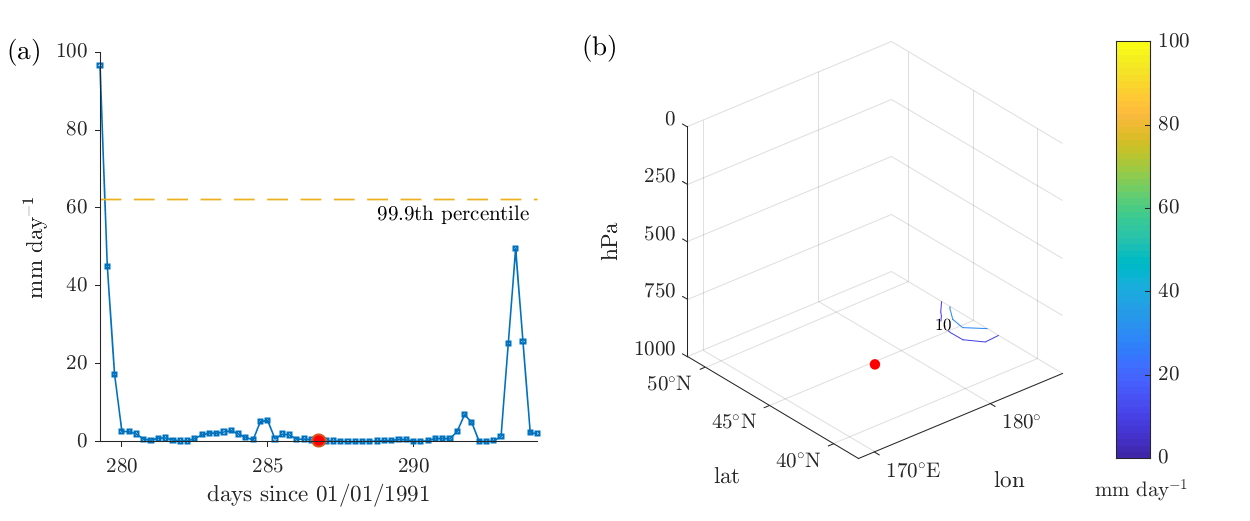 (a)
100
80
60
40
20
0
mm day⁻¹
99.9th percentile
280
285
290
days since 01/01/1991
(b)
0
250
500
750
1000
hPa
50°N
45°N
40°N
lat
170°E
180°
lon
10
100
80
60
40
20
0
mm day⁻¹